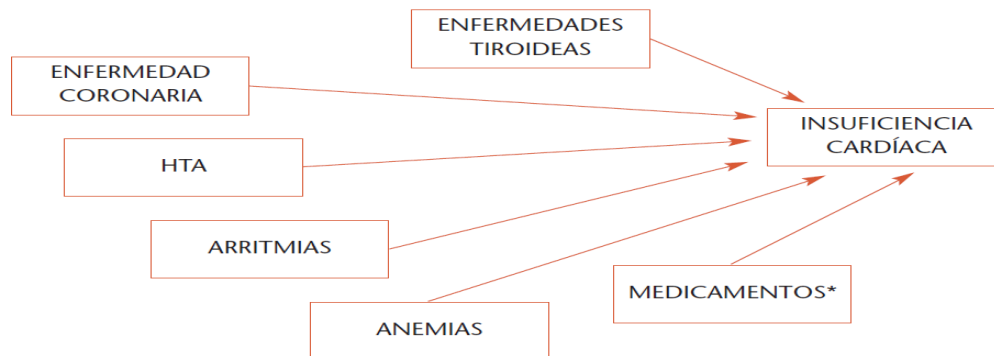 ENFERMEDADES
TIROIDEAS
ENFERMEDAD
CORONARIA
INSUFICIENCIA
CARDÍACA
HTA
ARRITMIAS
MEDICAMENTOS*
ANEMIAS